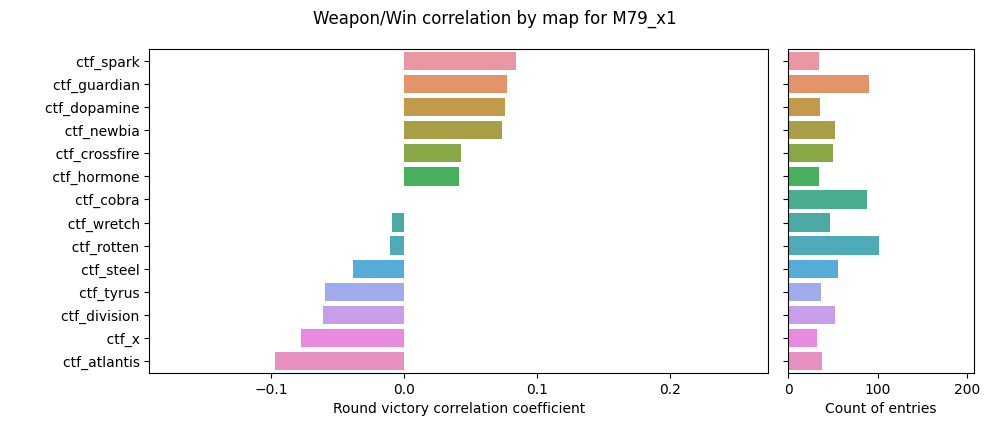 Weapon/Win correlation by map for M79_x1
ctf_spark
ctf_guardian
ctf_dopamine
ctf_newbia
ctf_crossfire
ctf_hormone
ctf_cobra
ctf_wretch
ctf_rotten
ctf_steel
ctf_tyrus
ctf_division
ctf_x
ctf_atlantis
−0.1 0.0 0.1 0.2
Round victory correlation coefficient
0 100 200
Count of entries